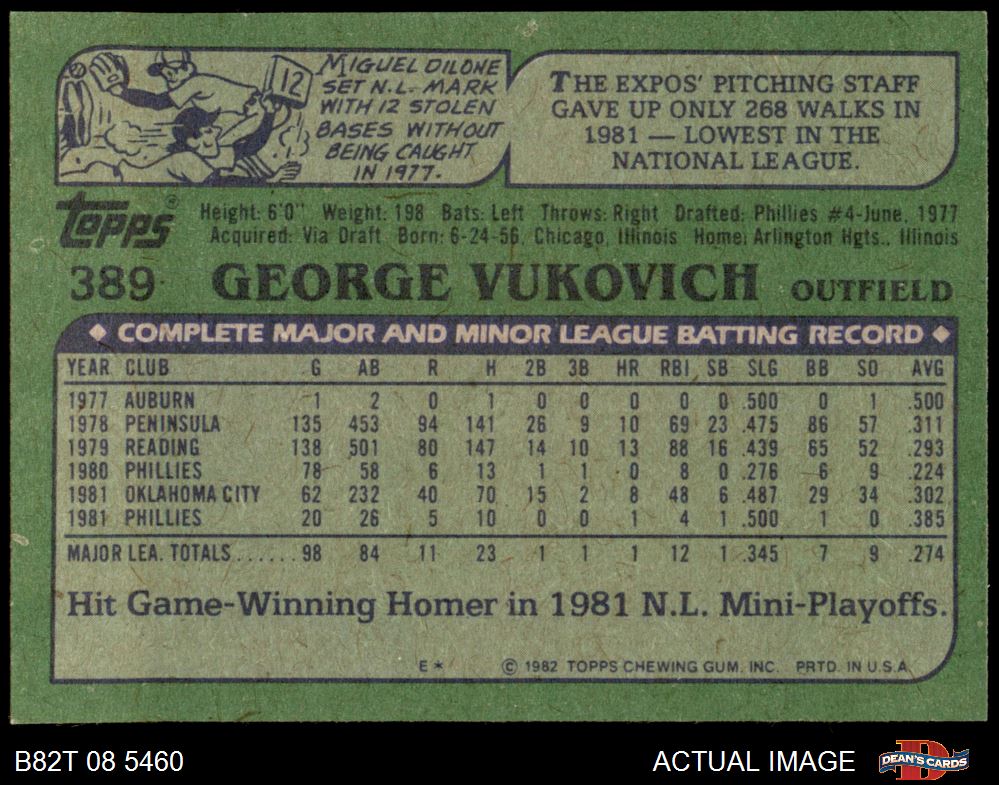 12
MIGUEL DILONE
SET N.L. MARK
WITH 12 STOLEN
BASES WITHOUT
BEING CAUGHT
IN 1977.
THE EXPOS' PITCHING STAFF
GAVE UP ONLY 268 WALKS IN
1981 — LOWEST IN THE
NATIONAL LEAGUE.
topps®
Height: 6'0" Weight: 198 Bats: Left Throws: Right Drafted: Phillies #4-June, 1977
Acquired: Via Draft Born: 6-24-56, Chicago, Illinois Home: Arlington Hgts., Illinois
389 GEORGE VUKOVICH OUTFIELD
◆ COMPLETE MAJOR AND MINOR LEAGUE BATTING RECORD ◆
YEAR CLUB G AB R H 2B 3B HR RBI SB SLG BB SO AVG
1977 AUBURN 1 2 0 1 0 0 0 0 0 .500 0 1 .500
1978 PENINSULA 135 453 94 141 26 9 10 69 23 .475 86 57 .311
1979 READING 138 501 80 147 14 10 13 88 16 .439 65 52 .293
1980 PHILLIES 78 58 6 13 1 1 0 8 0 .276 6 9 .224
1981 OKLAHOMA CITY 62 232 40 70 15 2 8 48 6 .487 29 34 .302
1981 PHILLIES 20 26 5 10 0 0 1 4 1 .500 1 0 .385
MAJOR LEA. TOTALS...... 98 84 11 23 1 1 1 12 1 .345 7 9 .274
Hit Game-Winning Homer in 1981 N.L. Mini-Playoffs.
E* © 1982 TOPPS CHEWING GUM, INC. PRTD. IN U.S.A.
B82T 08 5460 ACTUAL IMAGE D DEAN'S CARDS